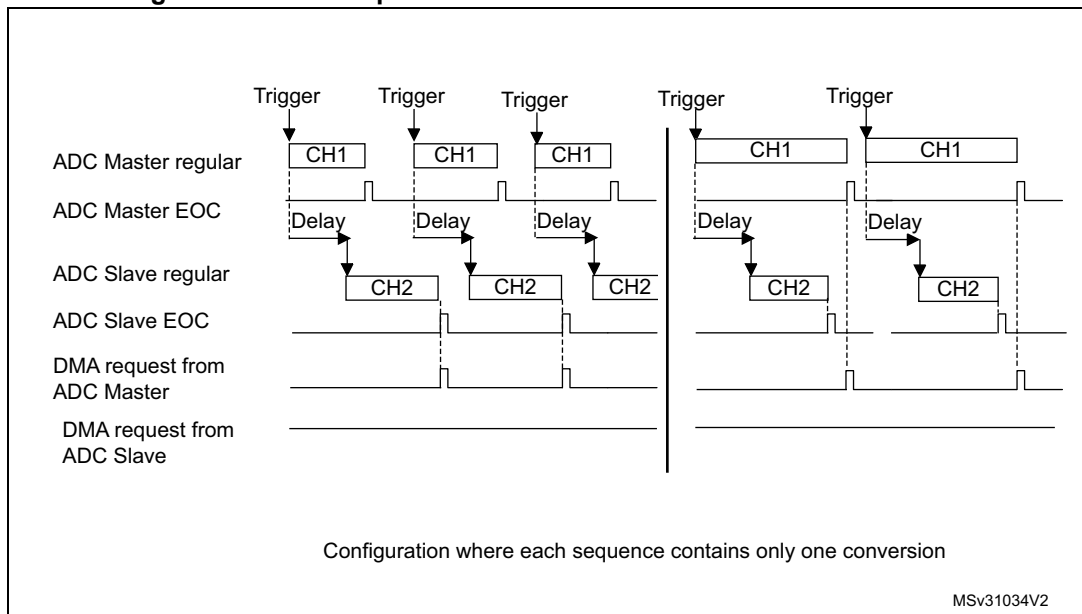 Trigger Trigger Trigger Trigger Trigger
ADC Master regular CH1 CH1 CH1 CH1 CH1
ADC Master EOC
Delay Delay Delay Delay Delay
ADC Slave regular
CH2 CH2 CH2 CH2 CH2
ADC Slave EOC
DMA request from
ADC Master
DMA request from
ADC Slave
Configuration where each sequence contains only one conversion
MSv31034V2